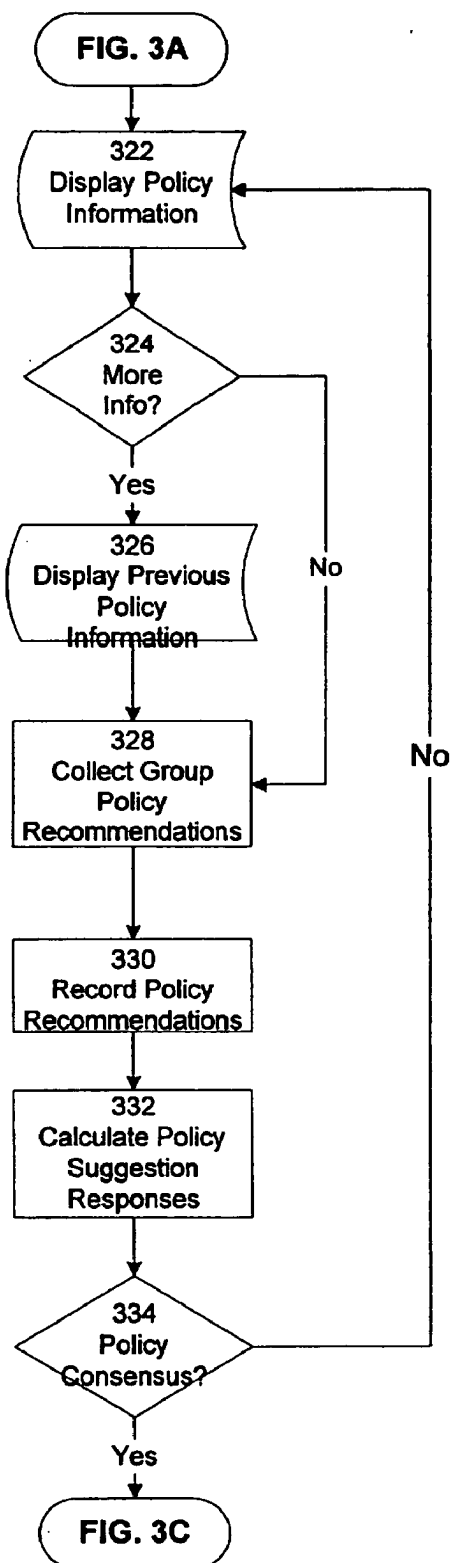 FIG. 3A
322
Display Policy
Information
324
More
Info?
Yes
No
326
Display Previous
Policy
Information
328
Collect Group
Policy
Recommendations
No
330
Record Policy
Recommendations
332
Calculate Policy
Suggestion
Responses
334
Policy
Consensus?
Yes
FIG. 3C